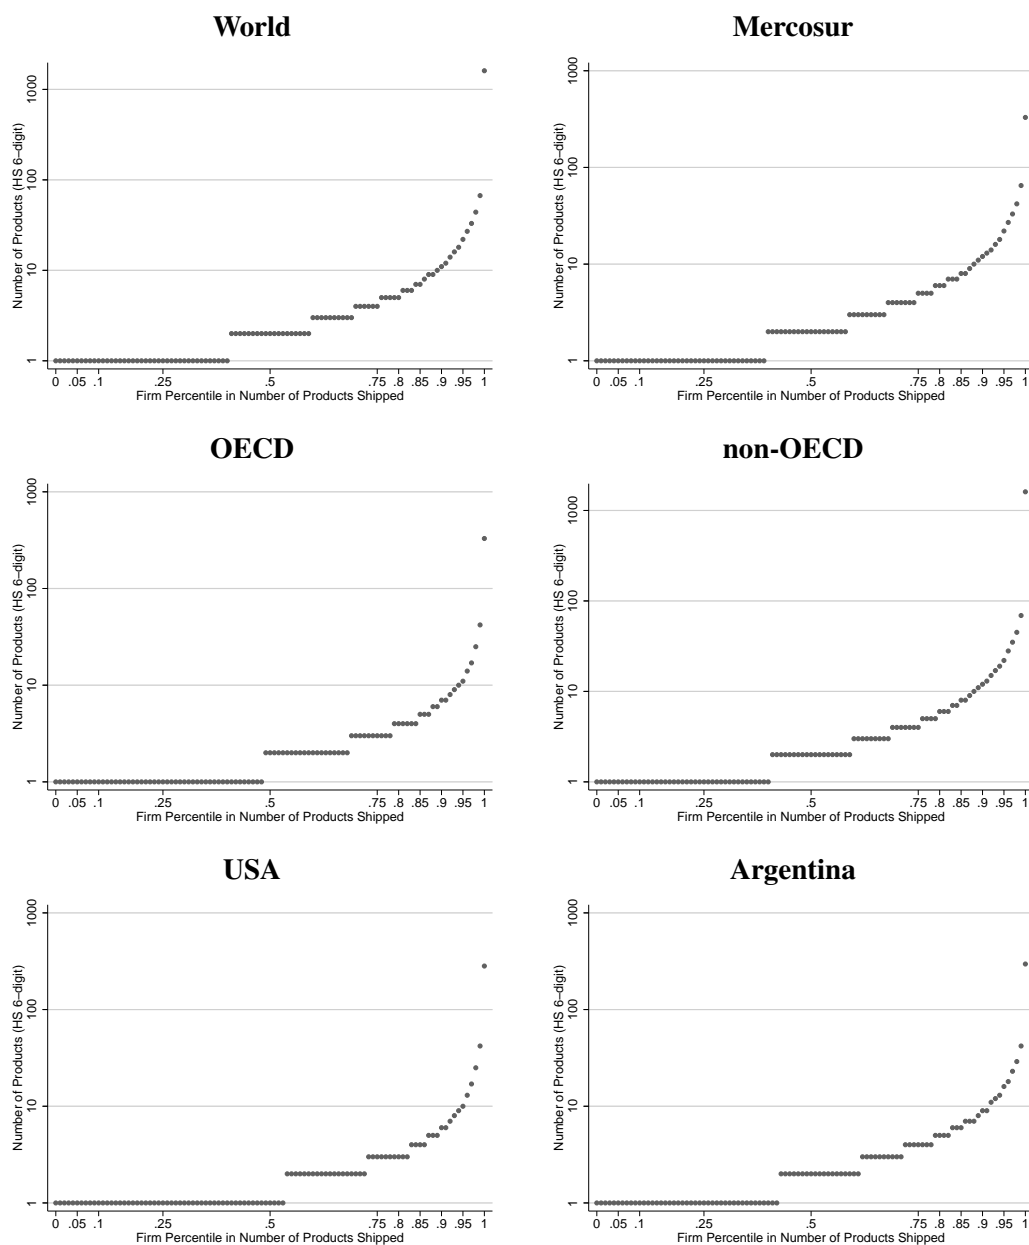 World
Number of Products (HS 6−digit)
1000
100
10
1
0 .05 .1 .25 .5 .75 .8 .85 .9 .95 1
Firm Percentile in Number of Products Shipped
Mercosur
Number of Products (HS 6−digit)
1000
100
10
1
0 .05 .1 .25 .5 .75 .8 .85 .9 .95 1
Firm Percentile in Number of Products Shipped
OECD
Number of Products (HS 6−digit)
1000
100
10
1
0 .05 .1 .25 .5 .75 .8 .85 .9 .95 1
Firm Percentile in Number of Products Shipped
non-OECD
Number of Products (HS 6−digit)
1000
100
10
1
0 .05 .1 .25 .5 .75 .8 .85 .9 .95 1
Firm Percentile in Number of Products Shipped
USA
Number of Products (HS 6−digit)
1000
100
10
1
0 .05 .1 .25 .5 .75 .8 .85 .9 .95 1
Firm Percentile in Number of Products Shipped
Argentina
Number of Products (HS 6−digit)
1000
100
10
1
0 .05 .1 .25 .5 .75 .8 .85 .9 .95 1
Firm Percentile in Number of Products Shipped